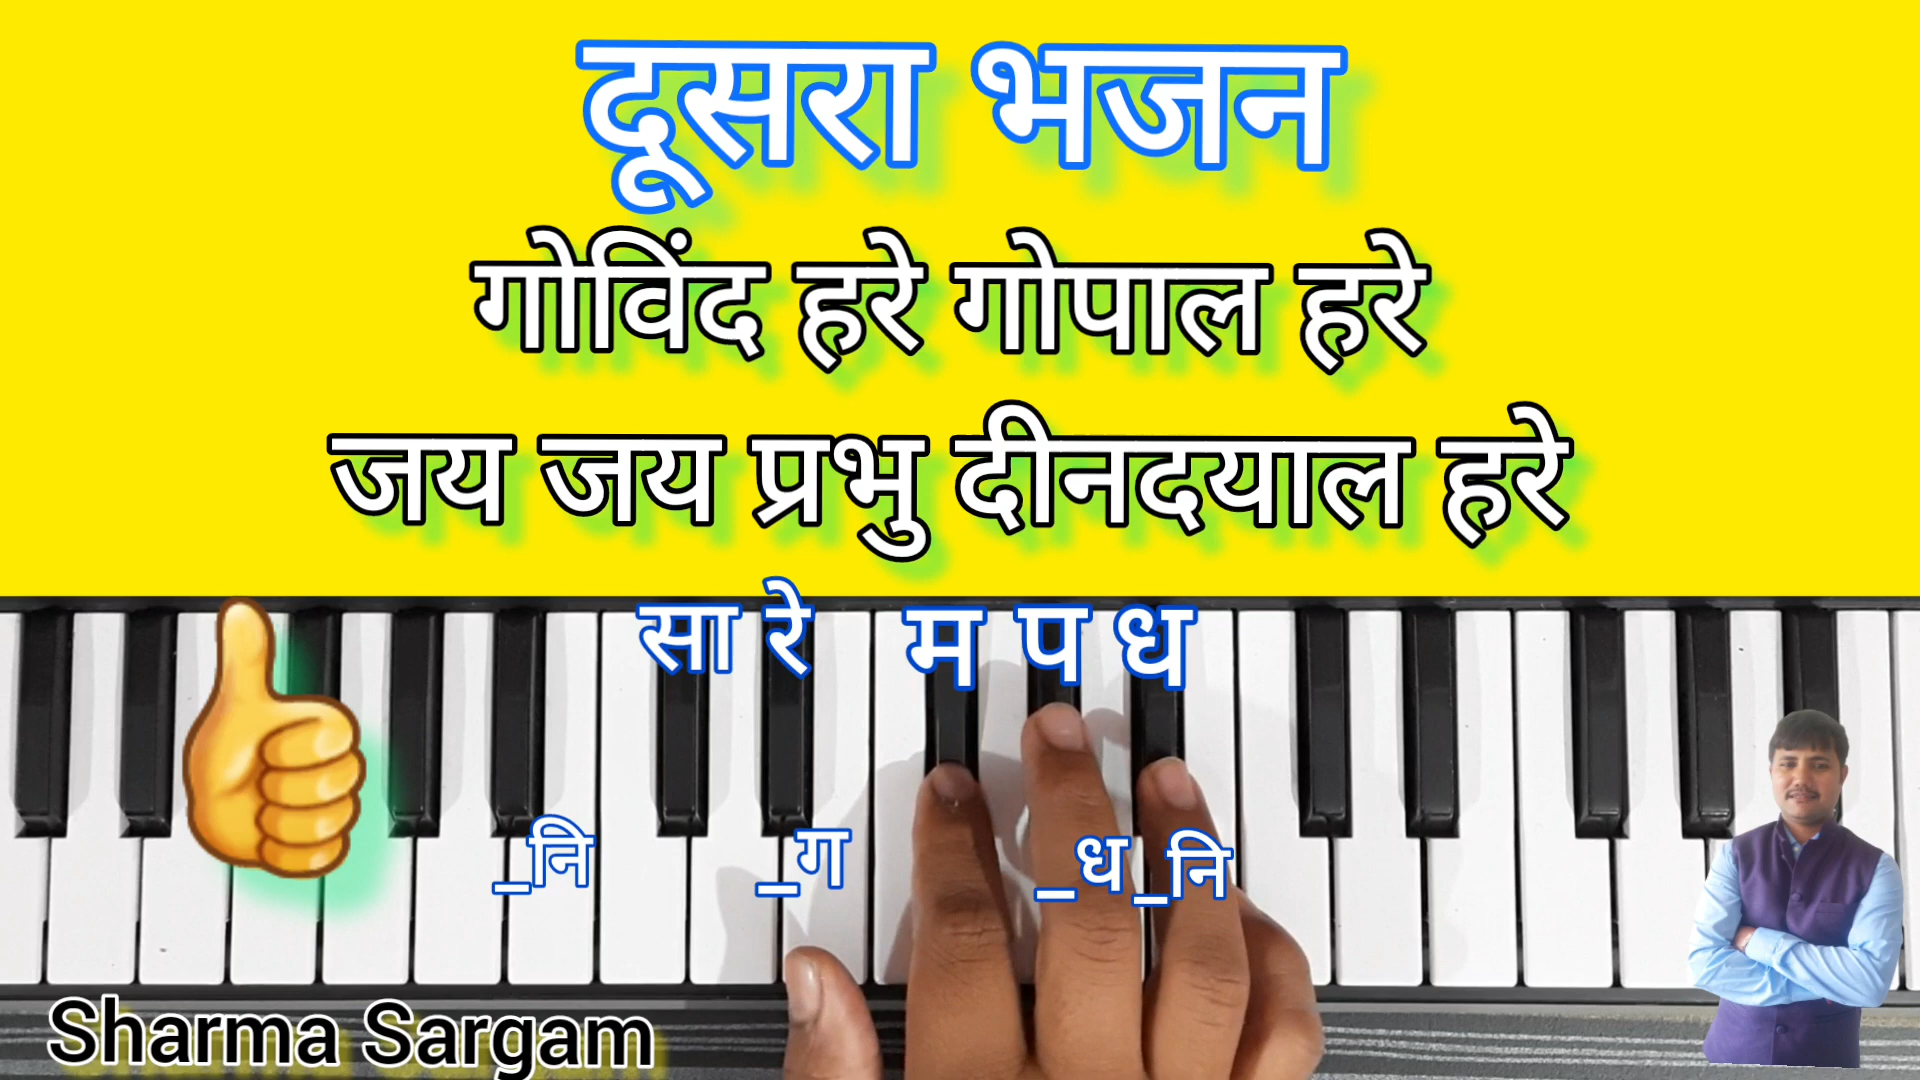 दूसरा भजन
गोविंद हरे गोपाल हरे
जय जय प्रभु दीनदयाल हरे
सा रे म प ध
_नि _ग _ध _नि
Sharma Sargam